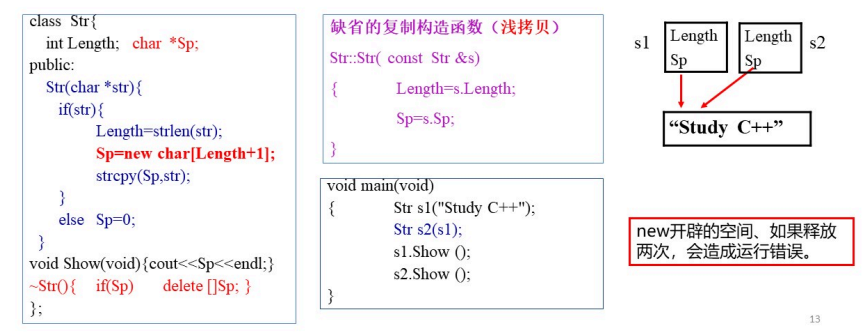 class Str{
int Length; char *Sp;
public:
Str(char *str){
if(str){
Length=strlen(str);
Sp=new char[Length+1];
strcpy(Sp,str);
}
else Sp=0;
}
void Show(void){cout<<Sp<<endl;}
~Str(){ if(Sp) delete []Sp; }
};
缺省的复制构造函数（浅拷贝）
Str::Str( const Str &s)
{ Length=s.Length;
Sp=s.Sp;
}
void main(void)
{ Str s1("Study C++");
Str s2(s1);
s1.Show ();
s2.Show ();
}
s1
Length
Sp
Length
Sp
s2
“Study C++”
new开辟的空间、如果释放
两次，会造成运行错误。
13